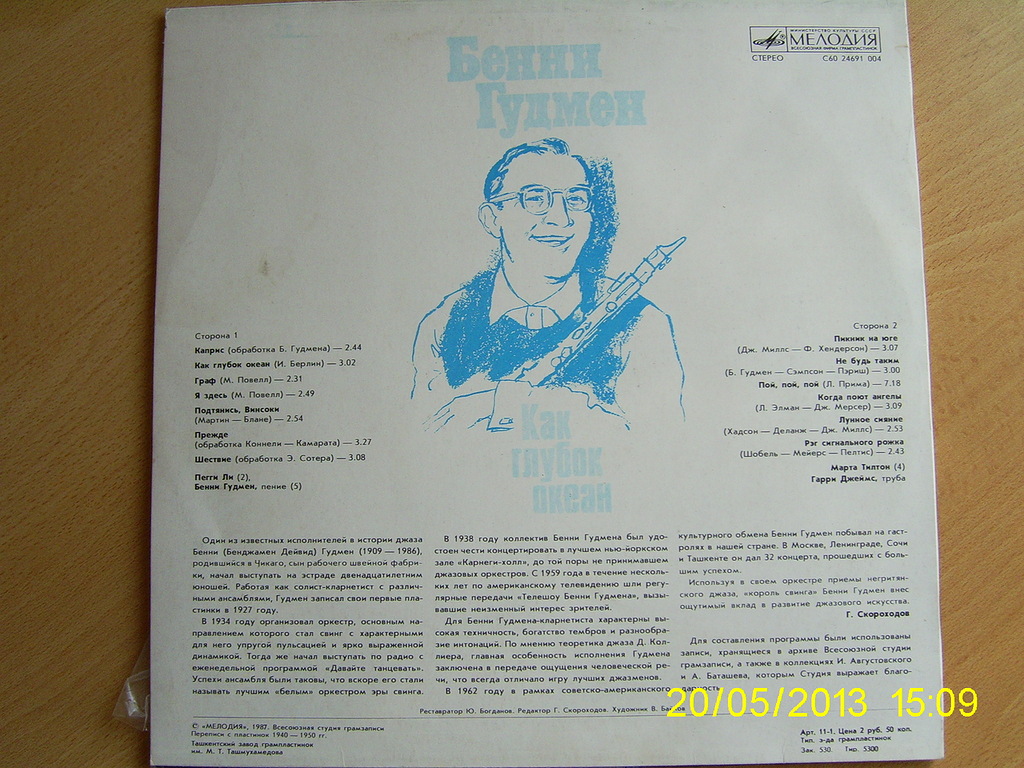 Бенни
Гудмен
МИНИСТЕРСТВО КУЛЬТУРЫ СССР
МЕЛОДИЯ
ВСЕСОЮЗНАЯ ФИРМА ГРАМПЛАСТИНОК
СТЕРЕО С60 24691 004
Как
глубок
океан
Сторона 1
Каприс (обработка Б. Гудмена) — 2.44
Как глубок океан (И. Берлин) — 3.02
Граф (М. Повелл) — 2.31
Я здесь (М. Повелл) — 2.49
Подтянись, Винсоки
(Мартин — Блане) — 2.54
Прежде
(обработка Коннели — Камарата) — 3.27
Шествие (обработка Э. Сотера) — 3.08
Пегги Ли (2),
Бенни Гудмен, пение (5)
Сторона 2
Пикник на юге
(Дж. Миллс — Ф. Хендерсон) — 3.07
Не будь таким
(Б. Гудмен — Сэмпсон — Пэриш) — 3.00
Пой, пой, пой (Л. Прима) — 7.18
Когда поют ангелы
(Л. Элман — Дж. Мерсер) — 3.09
Лунное сияние
(Хадсон — Деланж — Дж. Миллс) — 2.53
Рэг сигнального рожка
(Шобель — Мейерс — Пелтис) — 2.43
Марта Тилтон (4)
Гарри Джеймс, труба
Один из известных исполнителей в истории джаза
Бенни (Бенджамен Дейвид) Гудмен (1909 — 1986),
родившийся в Чикаго, сын рабочего швейной фабри-
ки, начал выступать на эстраде двенадцатилетним
юношей. Работая как солист-кларнетист с различ-
ными ансамблями, Гудмен записал свои первые пла-
стинки в 1927 году.
В 1934 году организовал оркестр, основным на-
правлением которого стал свинг с характерными
для него упругой пульсацией и ярко выраженной
динамикой. Тогда же начал выступать по радио с
еженедельной программой «Давайте танцевать».
Успехи ансамбля были таковы, что вскоре его стали
называть лучшим «белым» оркестром эры свинга.
В 1938 году коллектив Бенни Гудмена был удо-
стоен чести концертировать в лучшем нью-йоркском
зале «Карнеги-холл», до той поры не принимавшем
джазовых оркестров. С 1959 года в течение несколь-
ких лет по американскому телевидению шли регу-
лярные передачи «Телешоу Бенни Гудмена», вызы-
вавшие неизменный интерес зрителей.
Для Бенни Гудмена-кларнетиста характерны вы-
сокая техничность, богатство тембров и разнообра-
зие интонаций. По мнению теоретика джаза Д. Кол-
лиера, главная особенность исполнения Гудмена
заключена в передаче ощущения человеческой ре-
чи, что всегда отличало игру лучших джазменов.
В 1962 году в рамках советско-американского
культурного обмена Бенни Гудмен побывал на гаст-
ролях в нашей стране. В Москве, Ленинграде, Сочи
и Ташкенте он дал 32 концерта, прошедших с боль-
шим успехом.
Используя в своем оркестре приемы негритян-
ского джаза, «король свинга» Бенни Гудмен внес
ощутимый вклад в развитие джазового искусства.
Г. Скороходов
Для составления программы были использованы
записи, хранящиеся в архиве Всесоюзной студии
грамзаписи, а также в коллекциях И. Августовского
и А. Баташева, которым Студия выражает благо-
дарность
Реставратор Ю. Богданов. Редактор Г. Скороходов. Художник В.
© «МЕЛОДИЯ», 1987. Всесоюзная студия грамзаписи
Переписи с пластинок 1940 — 1950 гг.
Ташкентский завод грампластинок
им. М. Т. Ташмухамедова
Арт. 11-1. Цена 2 руб. 50 коп.
Тип. з-да грампластинок
Зак. 530. Тир. 5300
20/05/2013 15:09